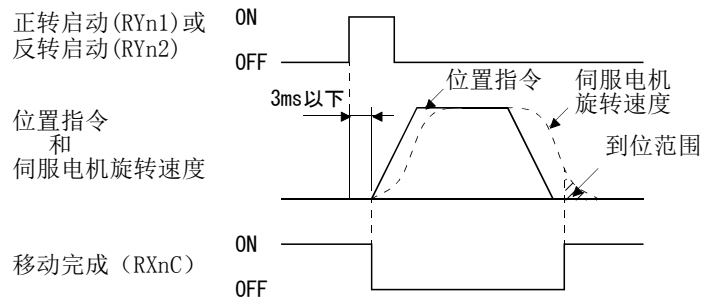 正转启动(RYn1)或
反转启动(RYn2)
ON
OFF
3ms以下
位置指令
伺服电机
旋转速度
位置指令
和
伺服电机旋转速度
到位范围
移动完成（RXnC）
ON
OFF